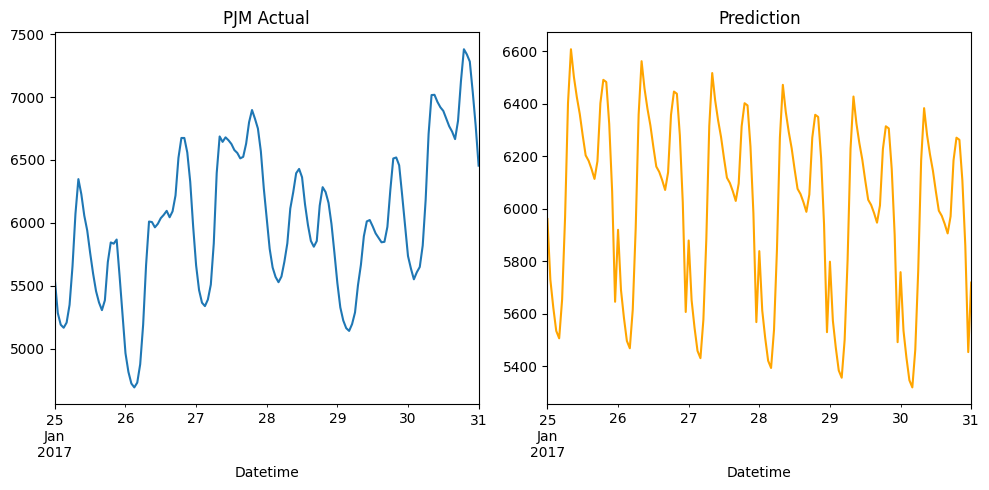 PJM Actual
7500
7000
6500
6000
5500
5000
25 26 27 28 29 30 31
Jan
2017
Datetime
Prediction
6600
6400
6200
6000
5800
5600
5400
25 26 27 28 29 30 31
Jan
2017
Datetime